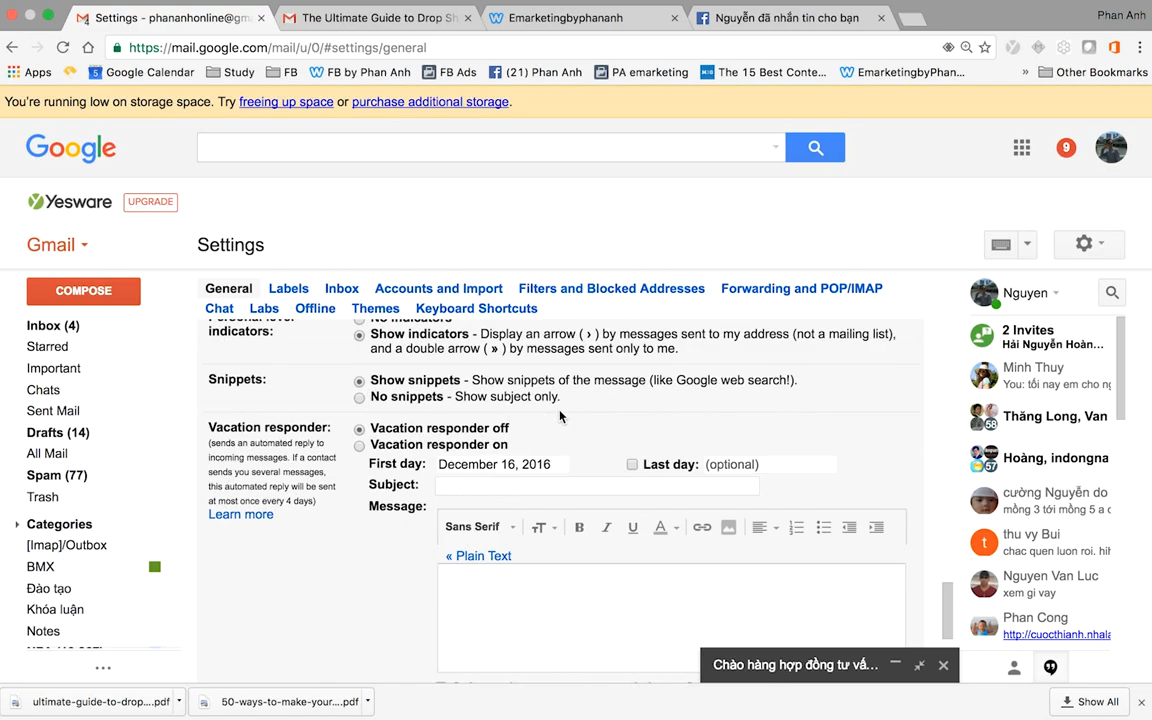 Settings - phananhonline@gm
The Ultimate Guide to Drop Sh
Emarketingbyphananh
Nguyễn đã nhắn tin cho bạn
Phan Anh
https://mail.google.com/mail/u/0/#settings/general
Apps
Google Calendar
Study
FB
FB by Phan Anh
FB Ads
(21) Phan Anh
PA emarketing
The 15 Best Conte...
EmarketingbyPhan...
»
Other Bookmarks
You're running low on storage space. Try freeing up space or purchase additional storage.
Google
9
Yesware
UPGRADE
Gmail
Settings
COMPOSE
Inbox (4)
Starred
Important
Chats
Sent Mail
Drafts (14)
All Mail
Spam (77)
Trash
Categories
[Imap]/Outbox
BMX
Đào tạo
Khóa luận
Notes
General
Labels
Inbox
Accounts and Import
Filters and Blocked Addresses
Forwarding and POP/IMAP
Chat
Labs
Offline
Themes
Keyboard Shortcuts
indicators:
No indicators
Show indicators - Display an arrow ( › ) by messages sent to my address (not a mailing list),
and a double arrow ( » ) by messages sent only to me.
Snippets:
Show snippets - Show snippets of the message (like Google web search!).
No snippets - Show subject only.
Vacation responder:
(sends an automated reply to
incoming messages. If a contact
sends you several messages,
this automated reply will be sent
at most once every 4 days)
Learn more
Vacation responder off
Vacation responder on
First day:
December 16, 2016
Last day: (optional)
Subject:
Message:
Sans Serif
B
I
U
A
« Plain Text
Nguyen
2 Invites
Hải Nguyễn Hoàn...
Minh Thuy
You: tối nay em cho ng
Thăng Long, Van
58
Hoàng, indongna
57
cường Nguyễn do
mồng 3 tới mồng 5 a c
t
thu vy Bui
chac quen luon roi. hih
Nguyen Van Luc
xem gi vay
Phan Cong
http://cuocthianh.nhala
Chào hàng hợp đồng tư vấ...
ultimate-guide-to-drop....pdf
50-ways-to-make-your....pdf
Show All